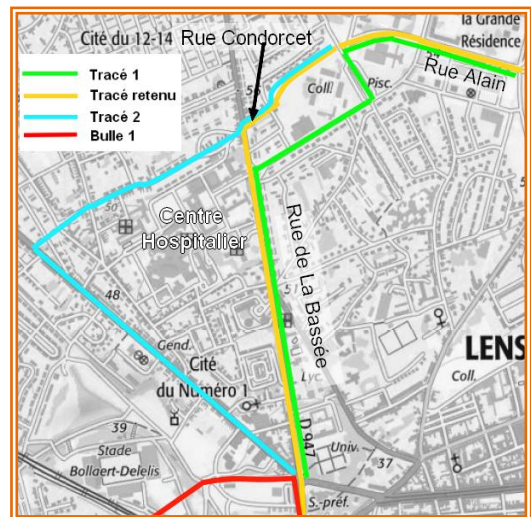 Cité du 12-14
Rue Condorcet
la Grande
Résidence
Tracé 1
Tracé retenu
Tracé 2
Bulle 1
Coll.
Pisc.
Rue Alain
Centre
Hospitalier
Rue de La Bassée
48
Gend.
Cité
du Numéro 1
Lyc.
LENS
Coll.
39
Stade
Bollaert-Delelis
D 947
Univ.
37
S.-préf.